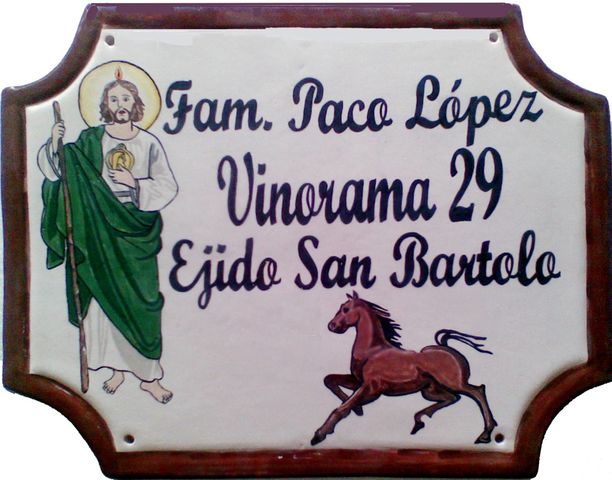 Fam. Paco López
Vinorama 29
Ejido San Bartolo